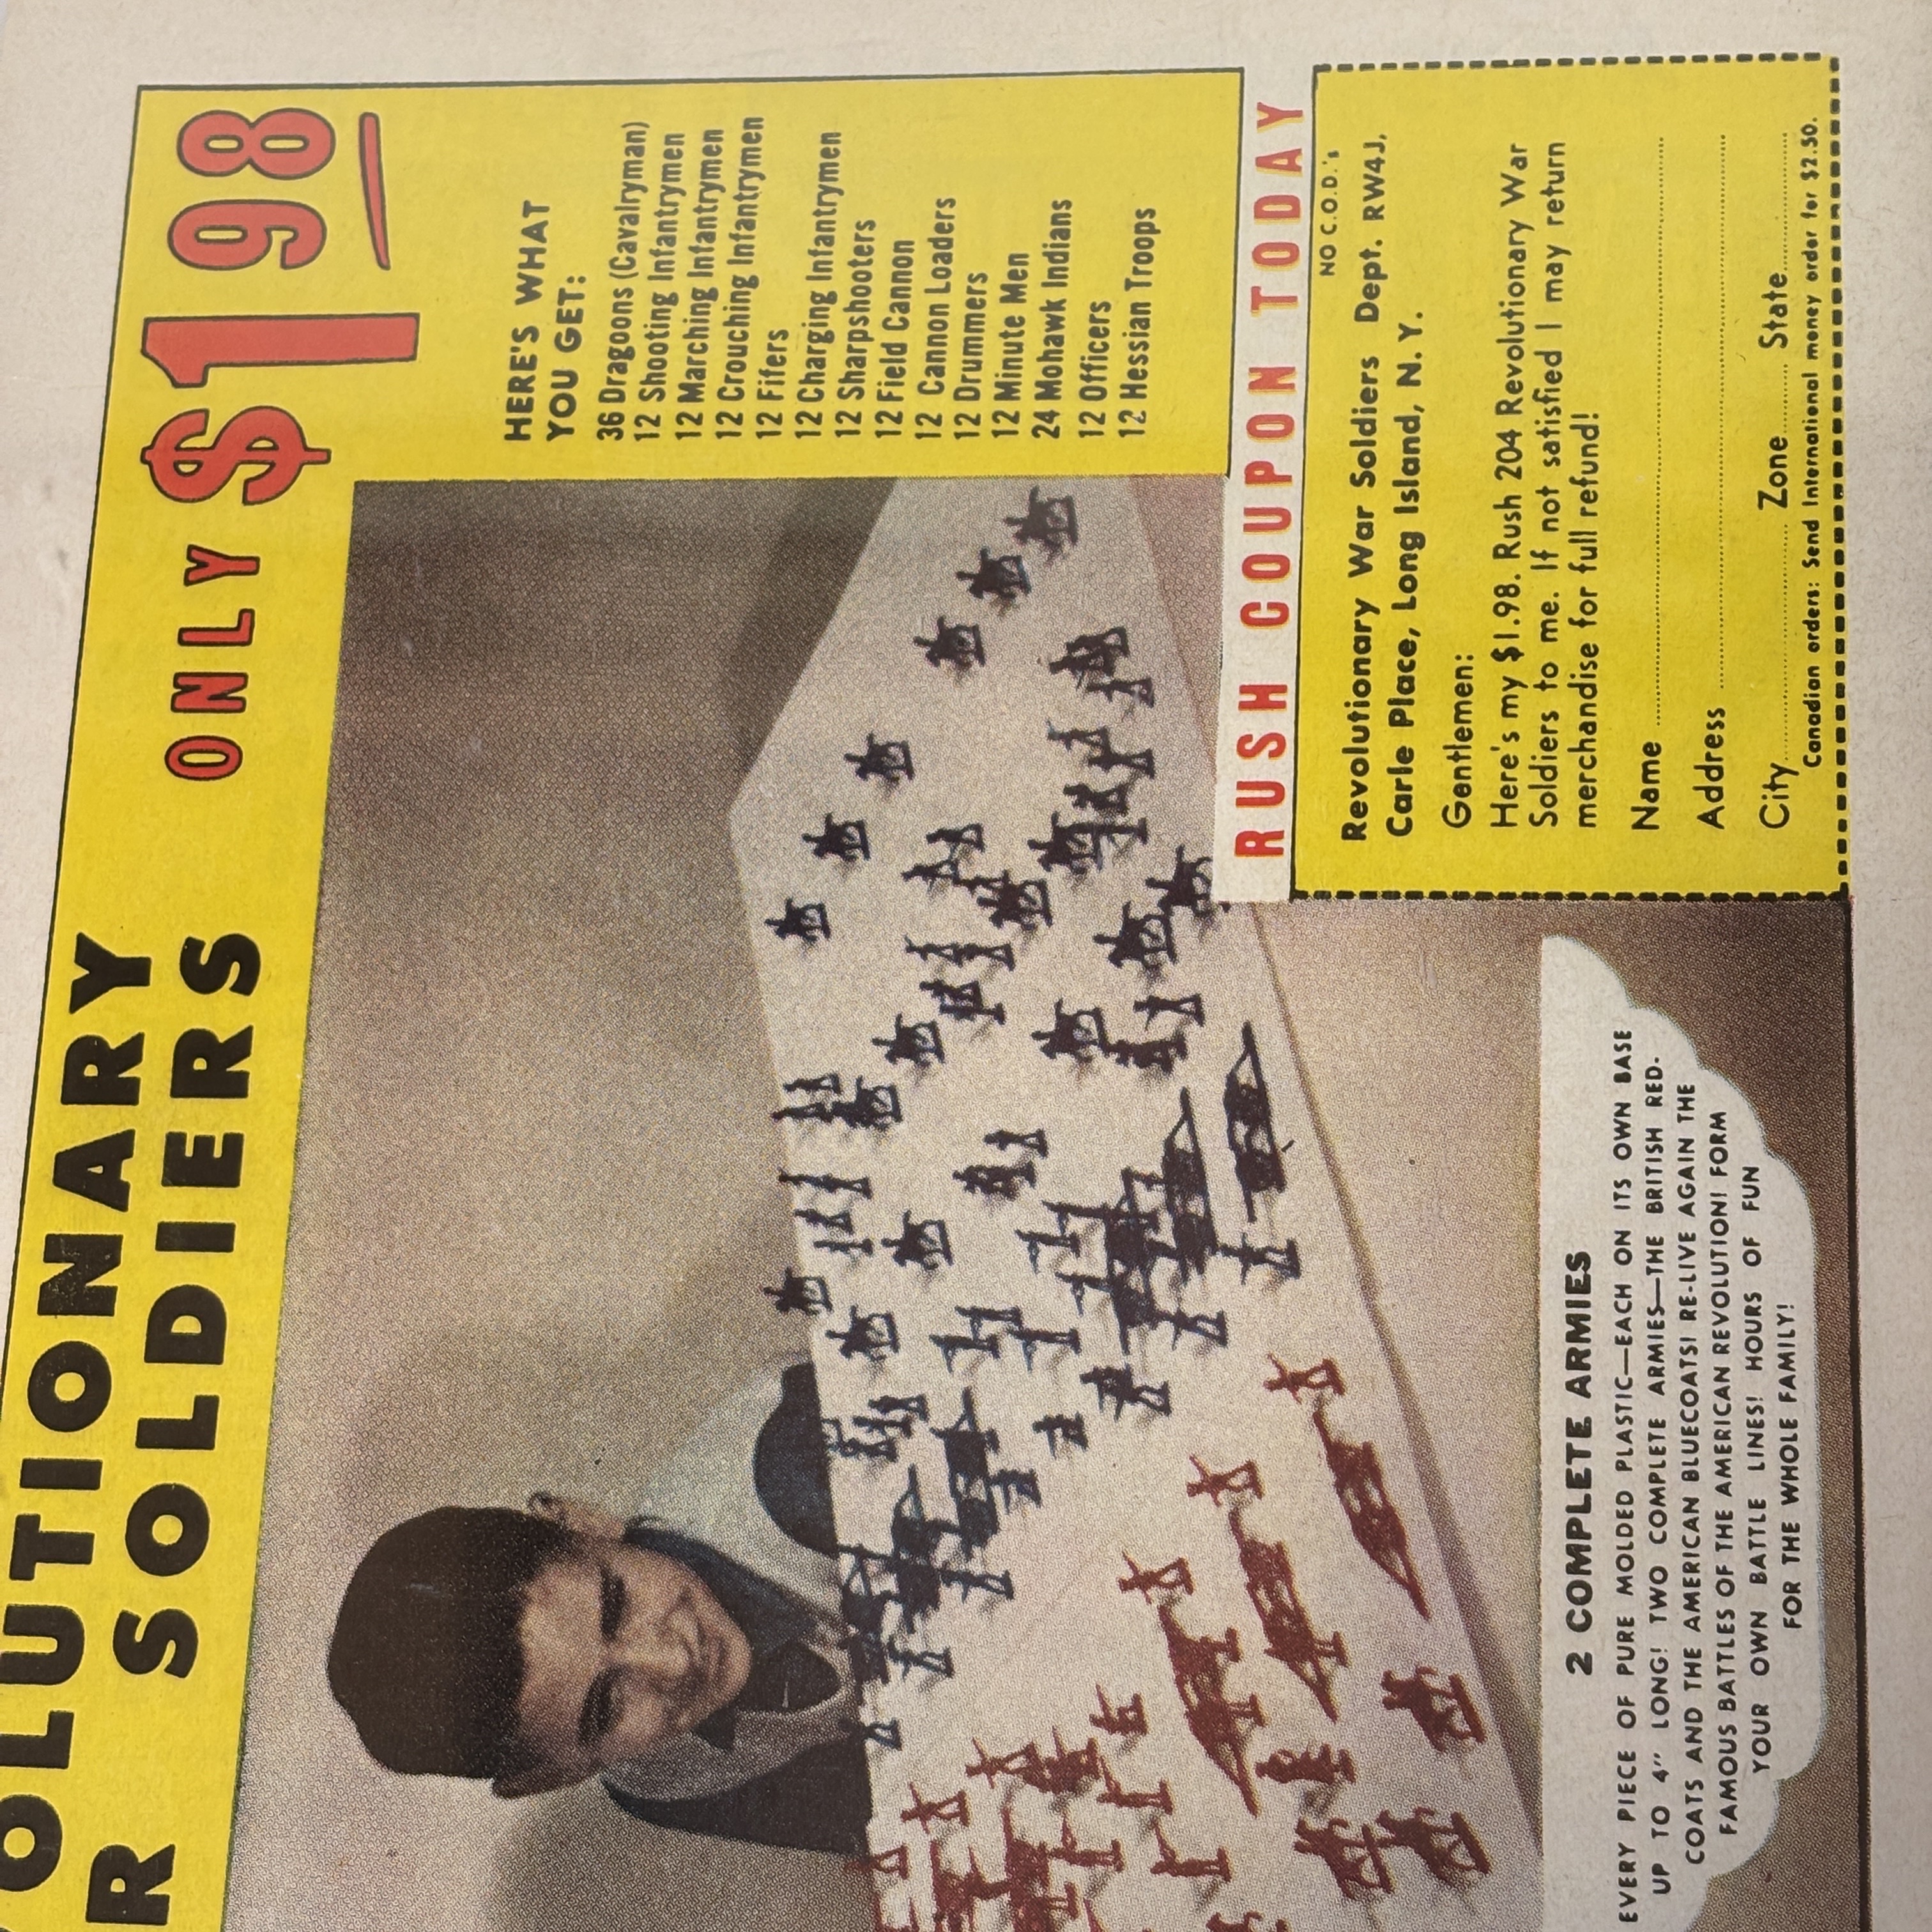 OLUTIONARY
R SOLDIERS
ONLY $198
HERE'S WHAT
YOU GET:
36 Dragoons (Cavalryman)
12 Shooting Infantrymen
12 Marching Infantrymen
12 Crouching Infantrymen
12 Fifers
12 Charging Infantrymen
12 Sharpshooters
12 Field Cannon
12 Cannon Loaders
12 Drummers
12 Minute Men
24 Mohawk Indians
12 Officers
12 Hessian Troops
RUSH COUPON TODAY
NO C.O.D.'s
Revolutionary War Soldiers Dept. RW4J,
Carle Place, Long Island, N. Y.
Gentlemen:
Here's my $1.98. Rush 204 Revolutionary War
Soldiers to me. If not satisfied I may return
merchandise for full refund!
Name
Address
City Zone State
Canadian orders: Send International money order for $2.50.
2 COMPLETE ARMIES
EVERY PIECE OF PURE MOLDED PLASTIC—EACH ON ITS OWN BASE
UP TO 4" LONG! TWO COMPLETE ARMIES—THE BRITISH RED-
COATS AND THE AMERICAN BLUECOATS! RE-LIVE AGAIN THE
FAMOUS BATTLES OF THE AMERICAN REVOLUTION! FORM
YOUR OWN BATTLE LINES! HOURS OF FUN
FOR THE WHOLE FAMILY!